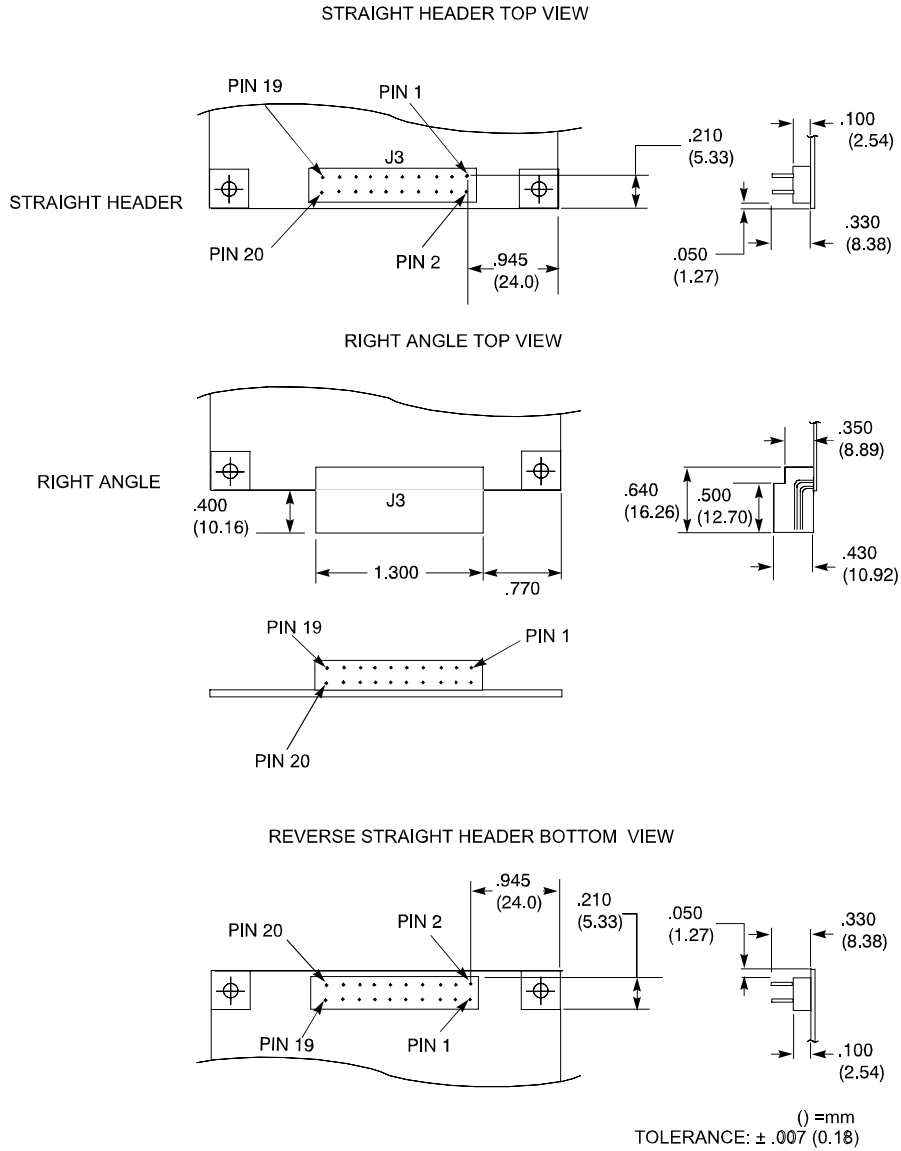 STRAIGHT HEADER TOP VIEW
PIN 19
PIN 1
.100
(2.54)
.210
(5.33)
J3
STRAIGHT HEADER
PIN 20
PIN 2
.945
(24.0)
.050
(1.27)
.330
(8.38)
RIGHT ANGLE TOP VIEW
.350
(8.89)
RIGHT ANGLE
.400
(10.16)
J3
.640
(16.26)
.500
(12.70)
.430
(10.92)
1.300
.770
PIN 19
PIN 1
PIN 20
REVERSE STRAIGHT HEADER BOTTOM VIEW
.945
(24.0)
.210
(5.33)
.050
(1.27)
.330
(8.38)
PIN 20
PIN 2
PIN 19
PIN 1
.100
(2.54)
() =mm
TOLERANCE: ± .007 (0.18)